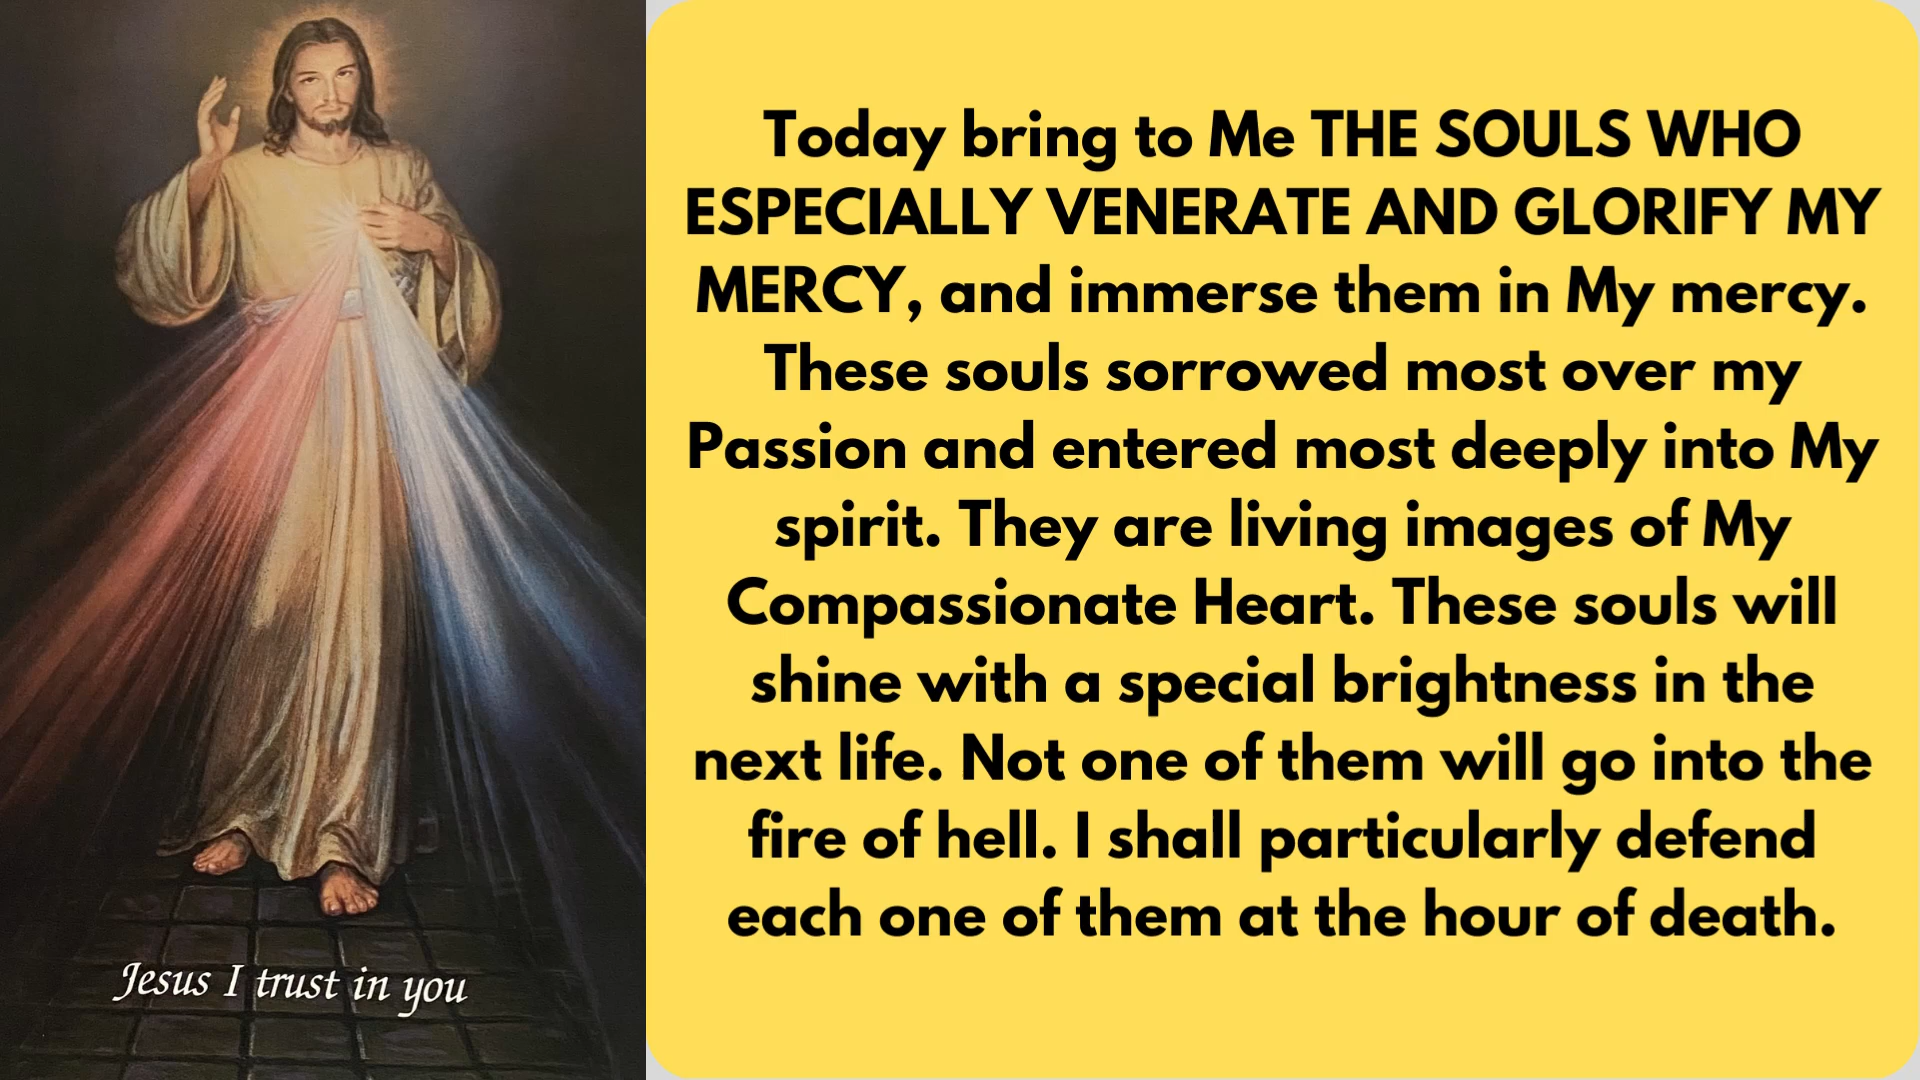 Jesus I trust in you
Today bring to Me THE SOULS WHO
ESPECIALLY VENERATE AND GLORIFY MY
MERCY, and immerse them in My mercy.
These souls sorrowed most over my
Passion and entered most deeply into My
spirit. They are living images of My
Compassionate Heart. These souls will
shine with a special brightness in the
next life. Not one of them will go into the
fire of hell. I shall particularly defend
each one of them at the hour of death.